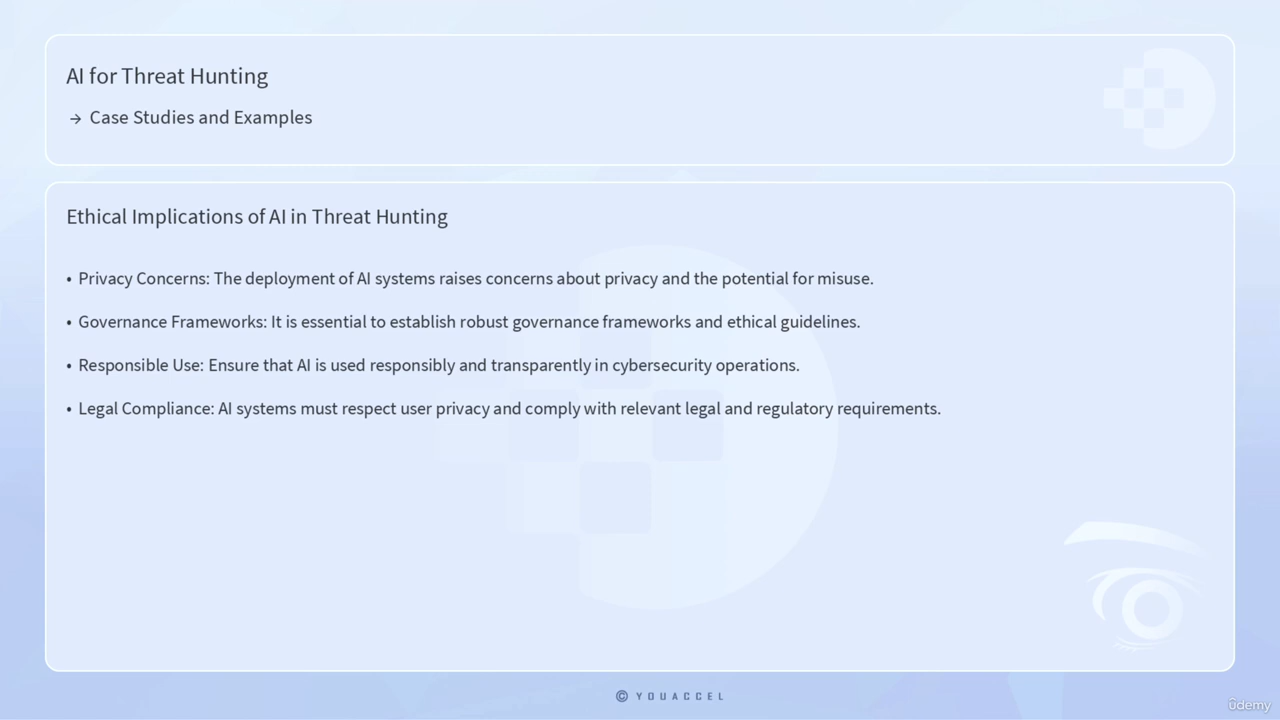 AI for Threat Hunting
→ Case Studies and Examples
Ethical Implications of AI in Threat Hunting
• Privacy Concerns: The deployment of AI systems raises concerns about privacy and the potential for misuse.
• Governance Frameworks: It is essential to establish robust governance frameworks and ethical guidelines.
• Responsible Use: Ensure that AI is used responsibly and transparently in cybersecurity operations.
• Legal Compliance: AI systems must respect user privacy and comply with relevant legal and regulatory requirements.
© YOUACCEL
ûdemy